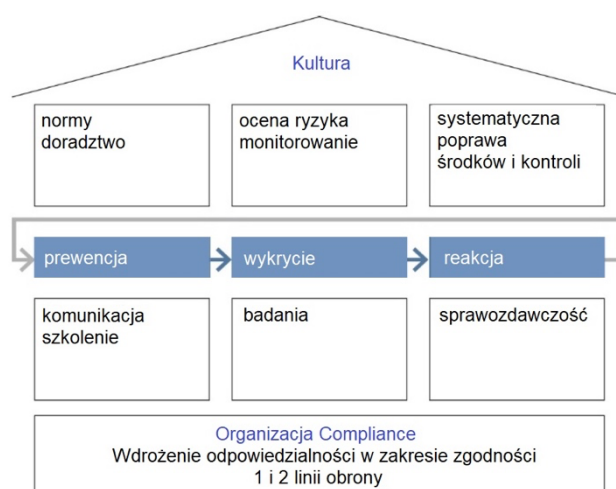 Kultura
normy
doradztwo
ocena ryzyka
monitorowanie
systematyczna
poprawa
środków i kontroli
prewencja
wykrycie
reakcja
komunikacja
szkolenie
badania
sprawozdawczość
Organizacja Compliance
Wdrożenie odpowiedzialności w zakresie zgodności
1 i 2 linii obrony